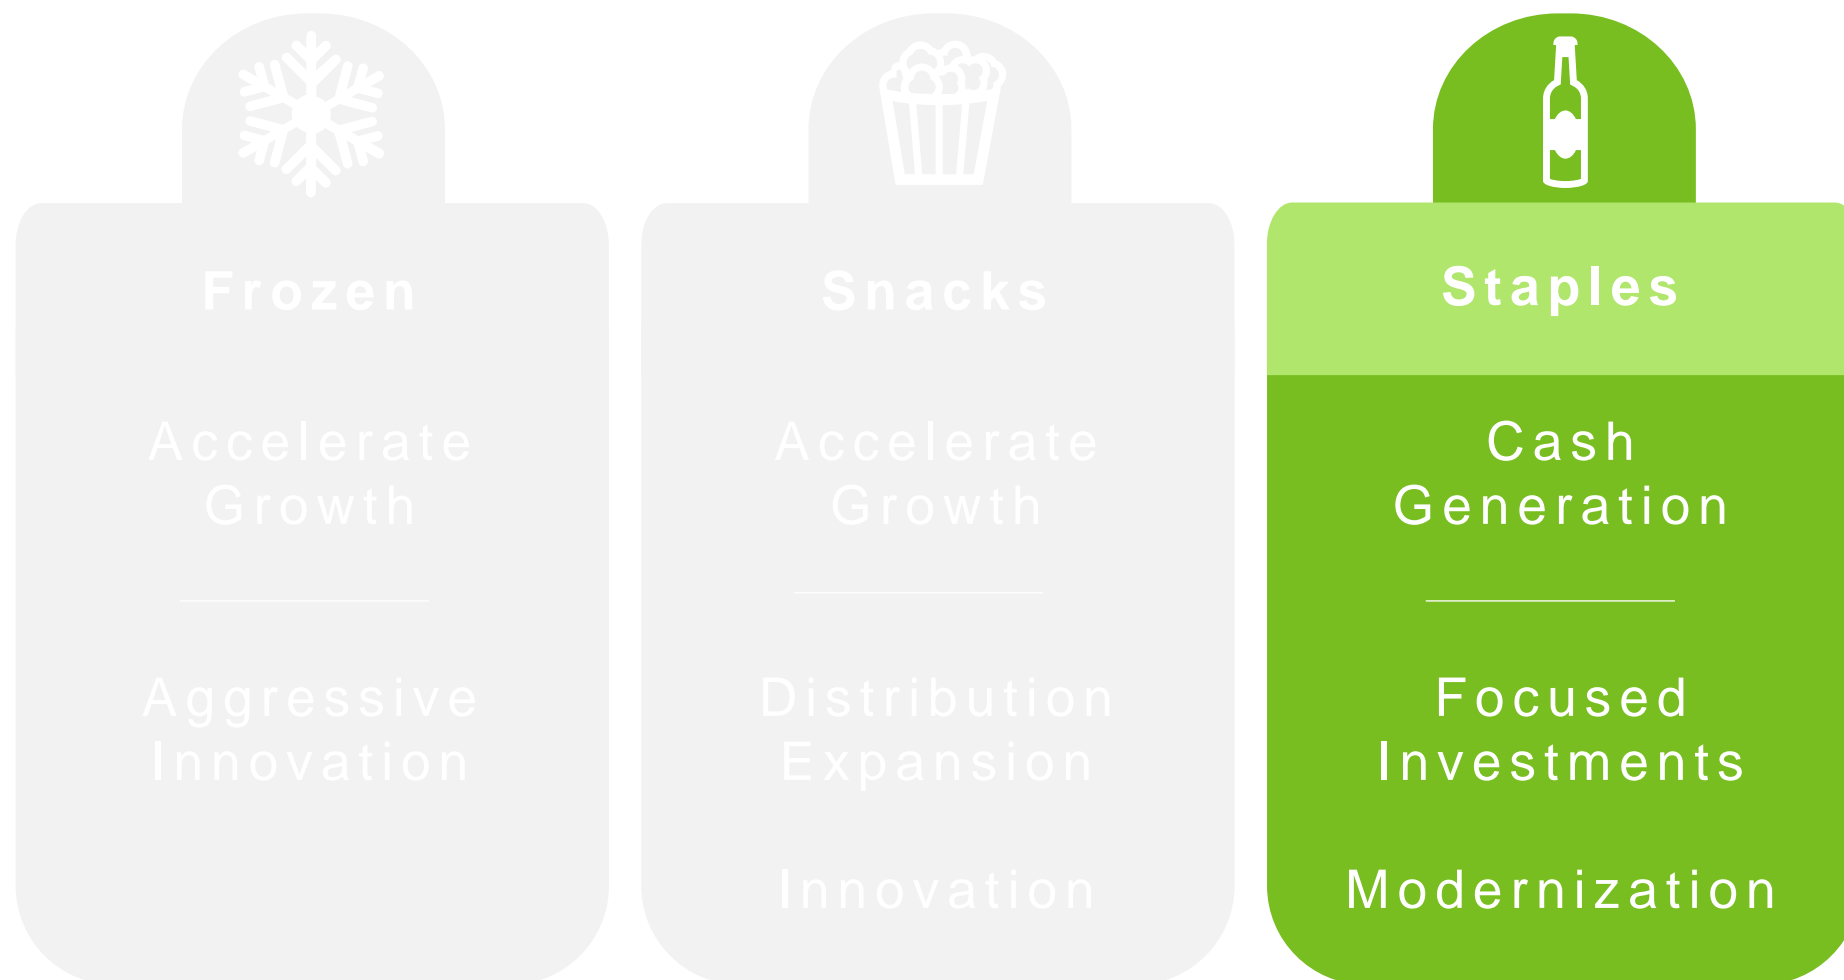 Frozen
Accelerate
Growth
Aggressive
Innovation
Snacks
Accelerate
Growth
Distribution
Expansion
Innovation
Staples
Cash
Generation
Focused
Investments
Modernization